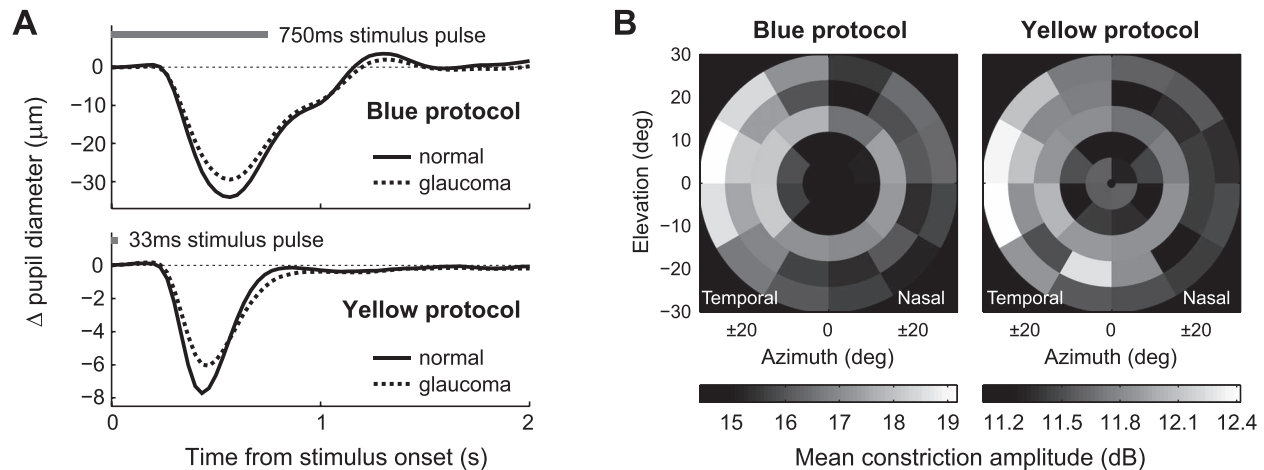 A
750ms stimulus pulse
0
−10
−20
−30
Blue protocol
normal
glaucoma
33ms stimulus pulse
0
−2
−4
−6
−8
Yellow protocol
normal
glaucoma
0 1 2
Time from stimulus onset (s)
Δ pupil diameter (μm)
B
Blue protocol Yellow protocol
30
20
10
0
−10
−20
−30
Elevation (deg)
Temporal Nasal Temporal Nasal
±20 0 ±20 ±20 0 ±20
Azimuth (deg) Azimuth (deg)
15 16 17 18 19 11.2 11.5 11.8 12.1 12.4
Mean constriction amplitude (dB)